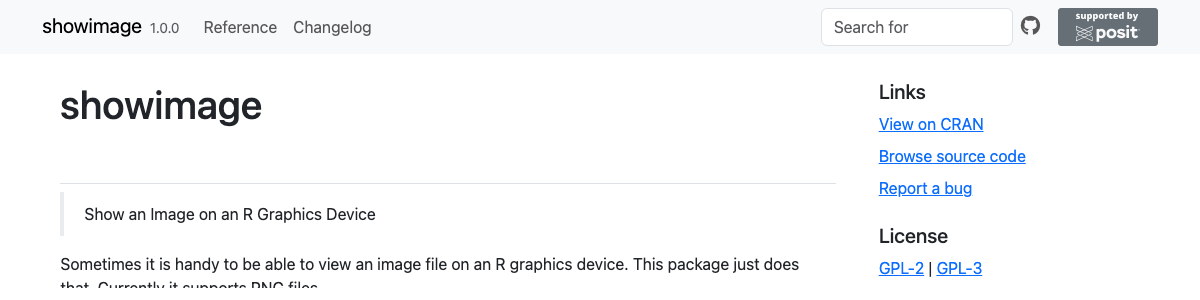 showimage 1.0.0 Reference Changelog Search for supported by posit
showimage
Show an Image on an R Graphics Device
Sometimes it is handy to be able to view an image file on an R graphics device. This package just does
that. Currently it supports PNG files.
Links
View on CRAN
Browse source code
Report a bug
License
GPL-2 | GPL-3